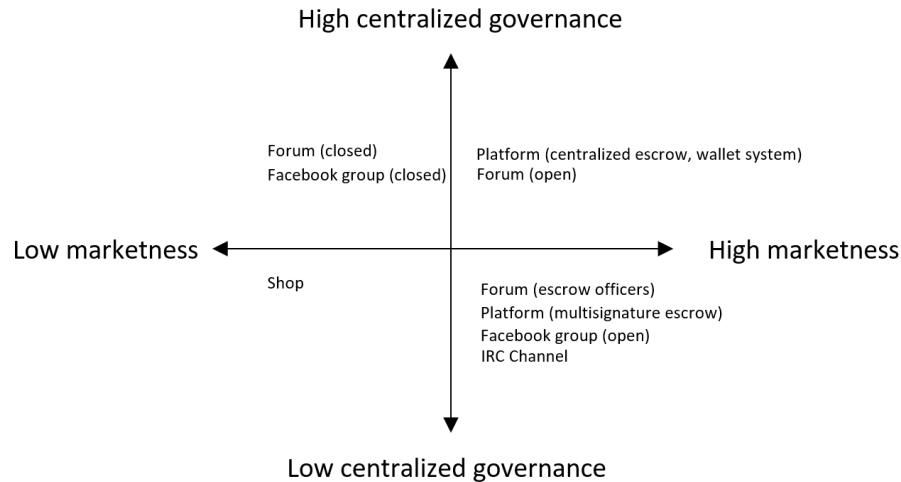 High centralized governance
Forum (closed)
Facebook group (closed)
Platform (centralized escrow, wallet system)
Forum (open)
Low marketness
High marketness
Shop
Forum (escrow officers)
Platform (multisignature escrow)
Facebook group (open)
IRC Channel
Low centralized governance